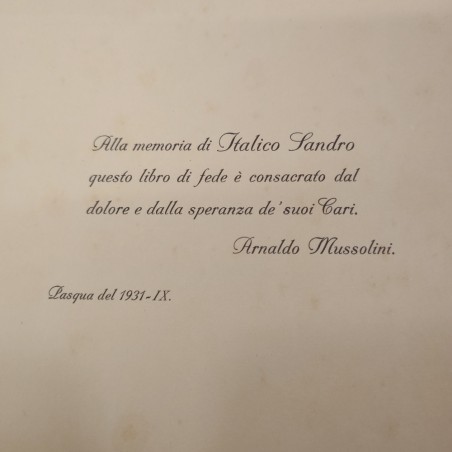 Alla memoria di Italico Sandro
questo libro di fede è consacrato dal
dolore e dalla speranza de' suoi Cari.
Arnaldo Mussolini.
Pasqua del 1931-IX.